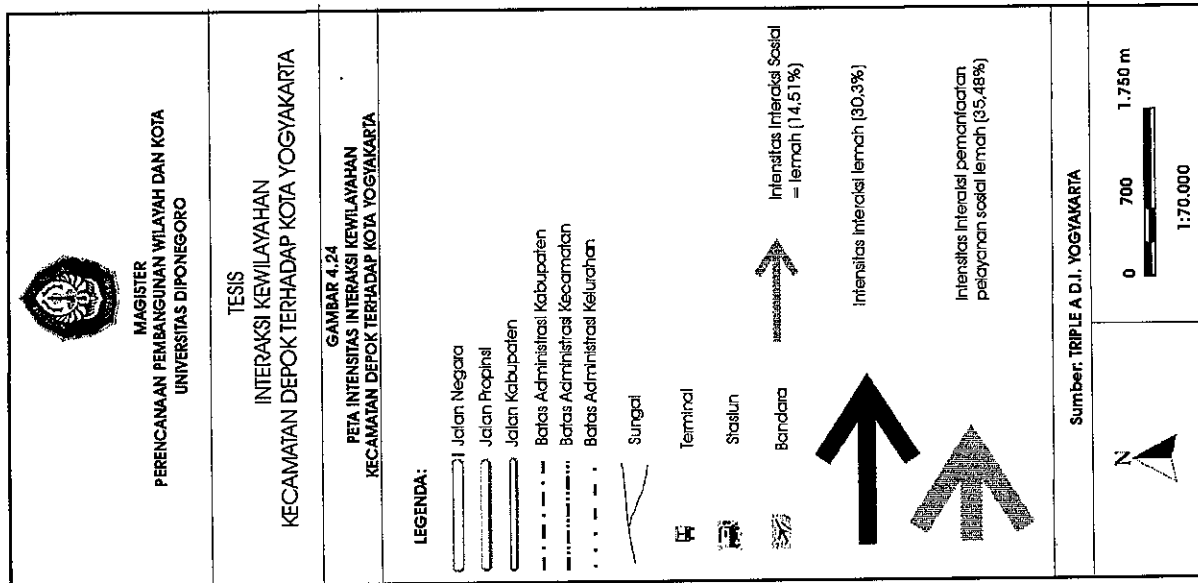 MAGISTER
PERENCANAAN PEMBANGUNAN WILAYAH DAN KOTA
UNIVERSITAS DIPONEGORO
TESIS
INTERAKSI KEWILAYAHAN
KECAMATAN DEPOK TERHADAP KOTA YOGYAKARTA
GAMBAR 4.24
PETA INTENSITAS INTERAKSI KEWILAYAHAN
KECAMATAN DEPOK TERHADAP KOTA YOGYAKARTA
LEGENDA:
Jalan Negara
Jalan Propinsi
Jalan Kabupaten
Batas Administrasi Kabupaten
Batas Administrasi Kecamatan
Batas Administrasi Kelurahan
Sungai
Terminal
Stasiun
Bandara
Intensitas Interaksi Sosial
= lemah (14,51%)
Intensitas interaksi lemah (30,3%)
Intensitas Interaksi pemanfaatan
pelayanan sosial lemah (35,48%)
Sumber: TRIPLE A D.I. YOGYAKARTA
N
0 700 1.750 m
1:70.000